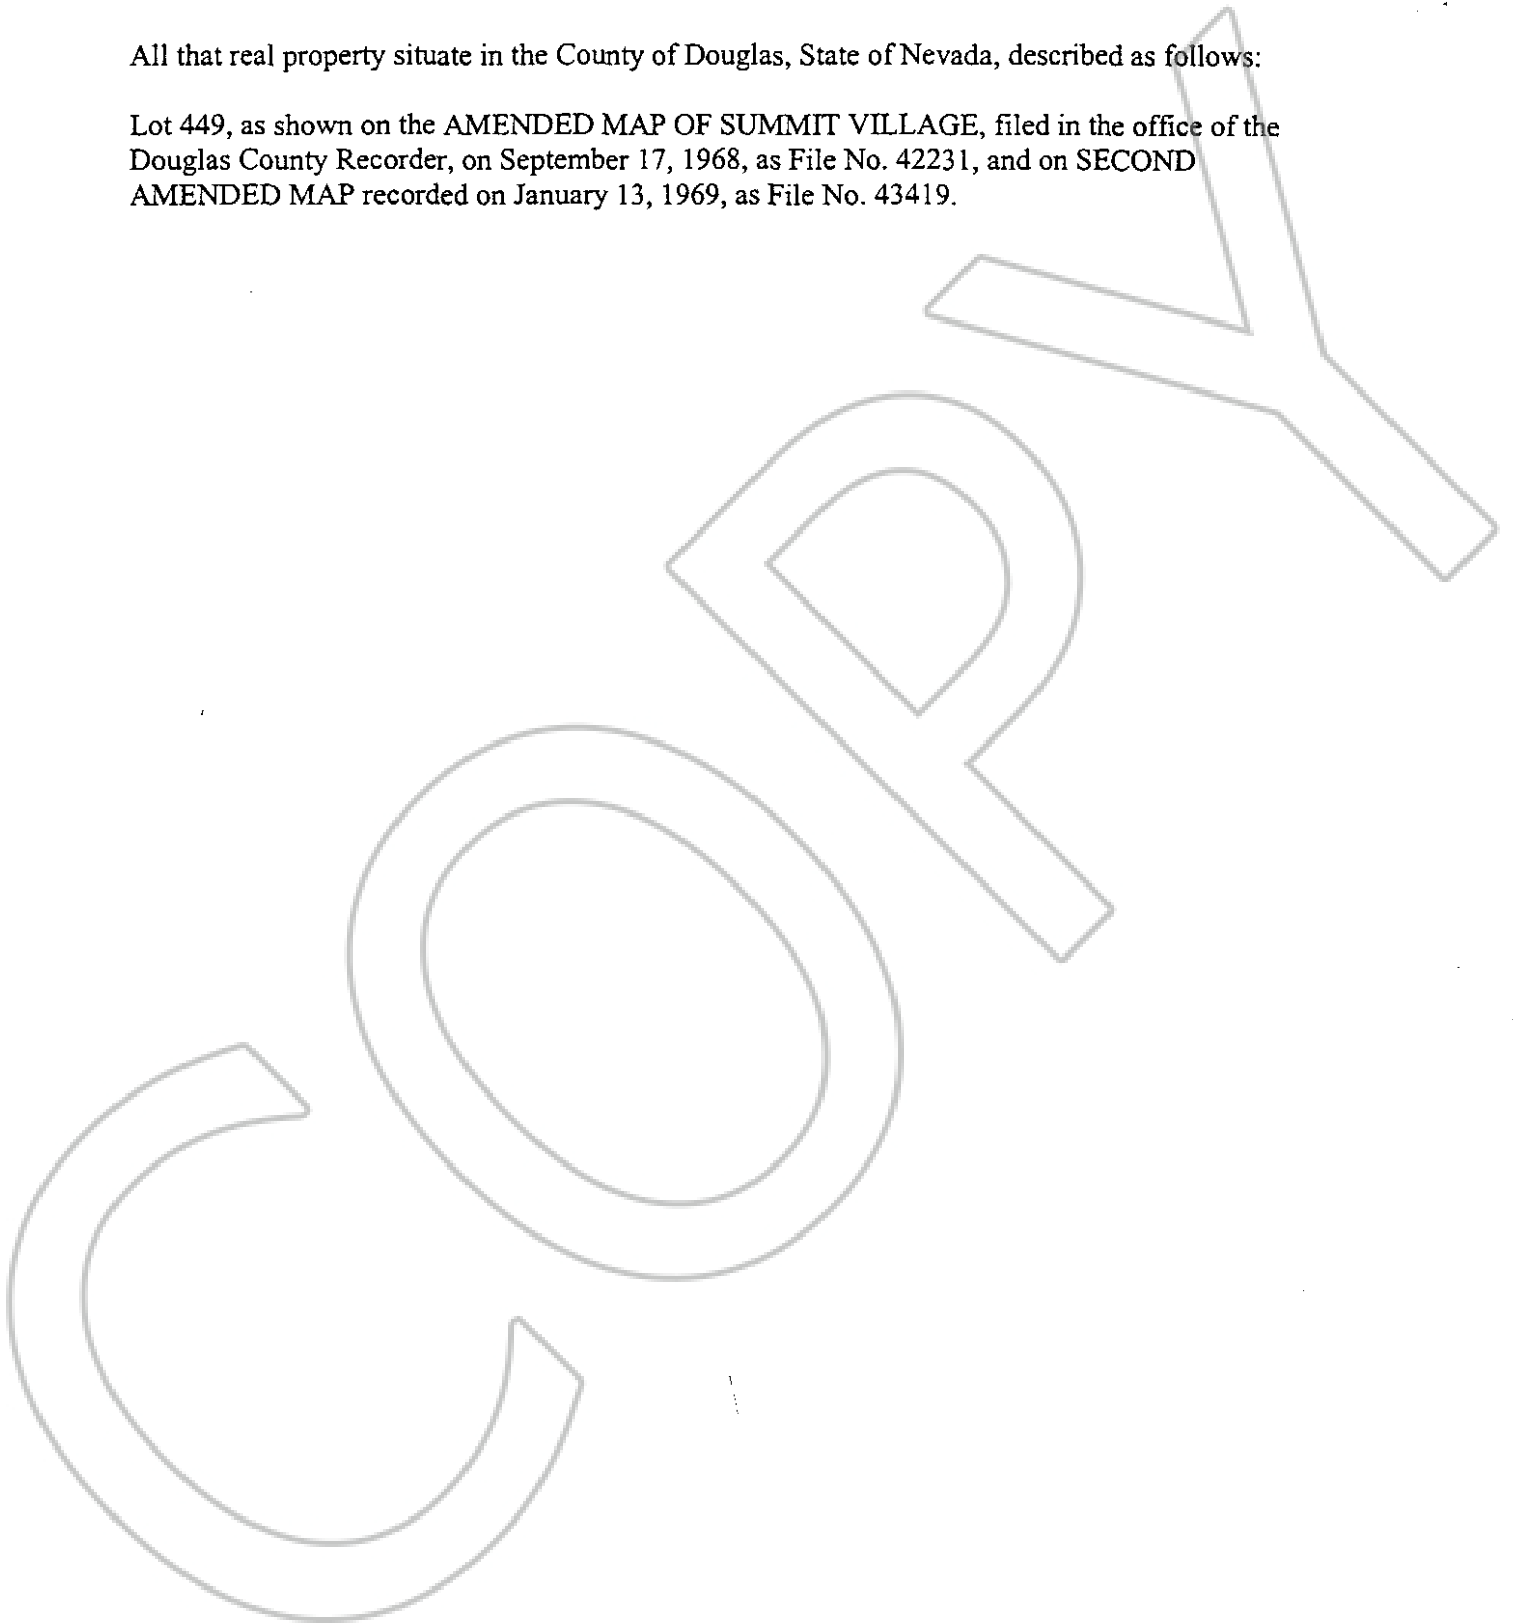 All that real property situate in the County of Douglas, State of Nevada, described as follows:
Lot 449, as shown on the AMENDED MAP OF SUMMIT VILLAGE, filed in the office of the
Douglas County Recorder, on September 17, 1968, as File No. 42231, and on SECOND
AMENDED MAP recorded on January 13, 1969, as File No. 43419.
COPY